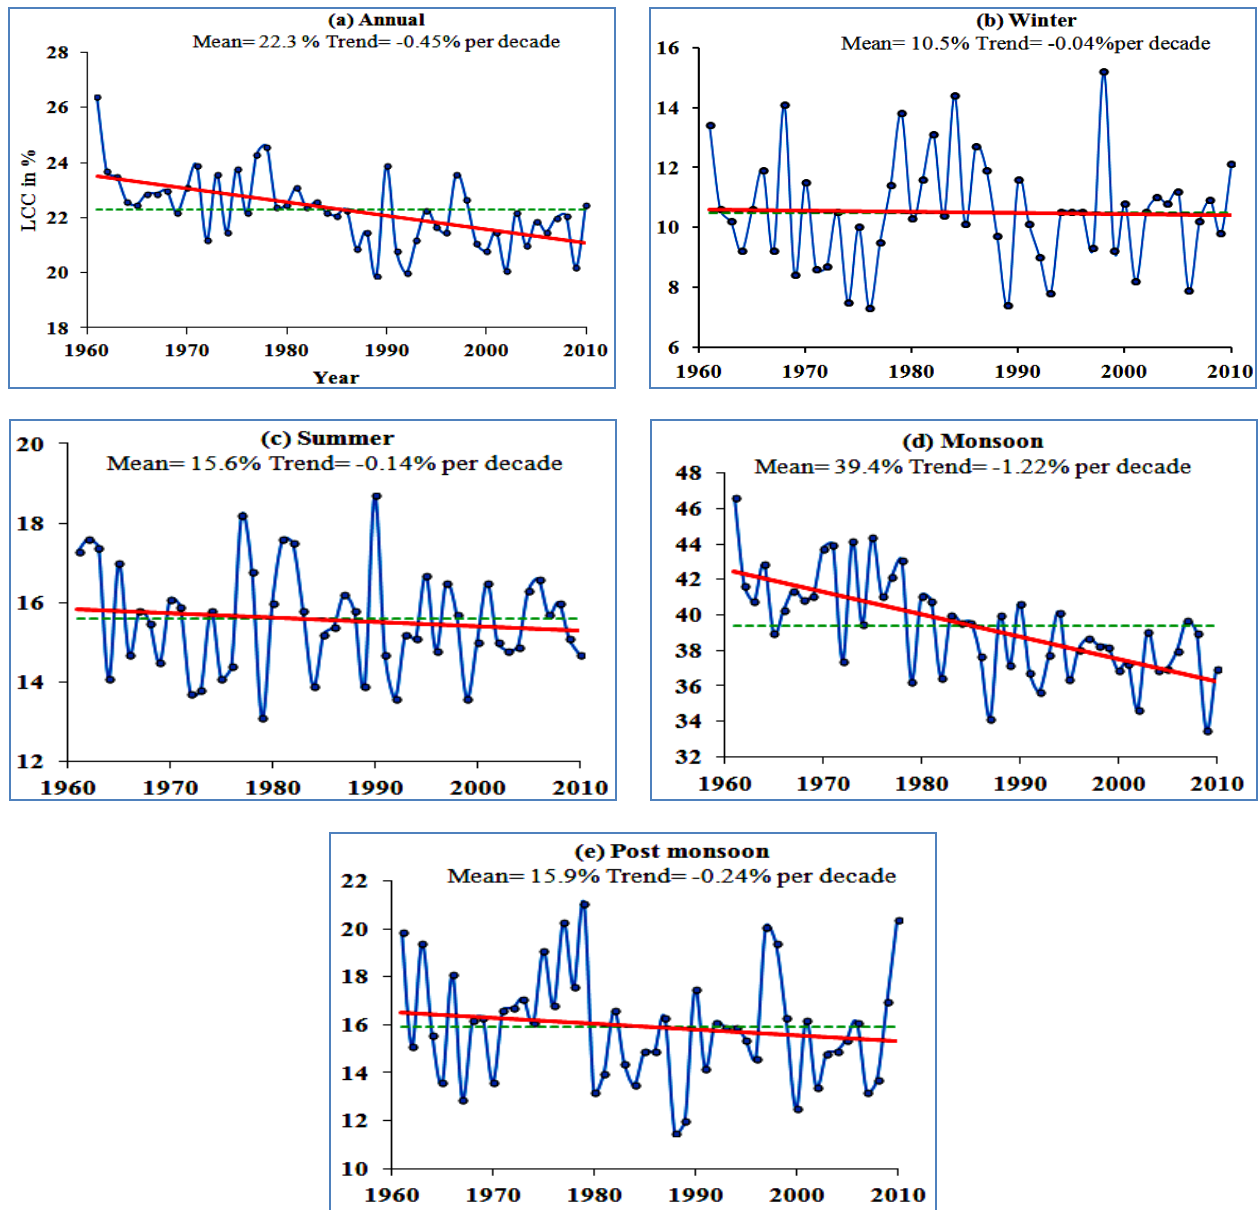 (a) Annual
Mean= 22.3 % Trend= -0.45% per decade
28
26
24
22
20
18
LCC in %
1960 1970 1980 1990 2000 2010
Year
(b) Winter
Mean= 10.5% Trend= -0.04%per decade
16
14
12
10
8
6
1960 1970 1980 1990 2000 2010
(c) Summer
Mean= 15.6% Trend= -0.14% per decade
20
18
16
14
12
1960 1970 1980 1990 2000 2010
(d) Monsoon
Mean= 39.4% Trend= -1.22% per decade
48
46
44
42
40
38
36
34
32
1960 1970 1980 1990 2000 2010
(e) Post monsoon
Mean= 15.9% Trend= -0.24% per decade
22
20
18
16
14
12
10
1960 1970 1980 1990 2000 2010